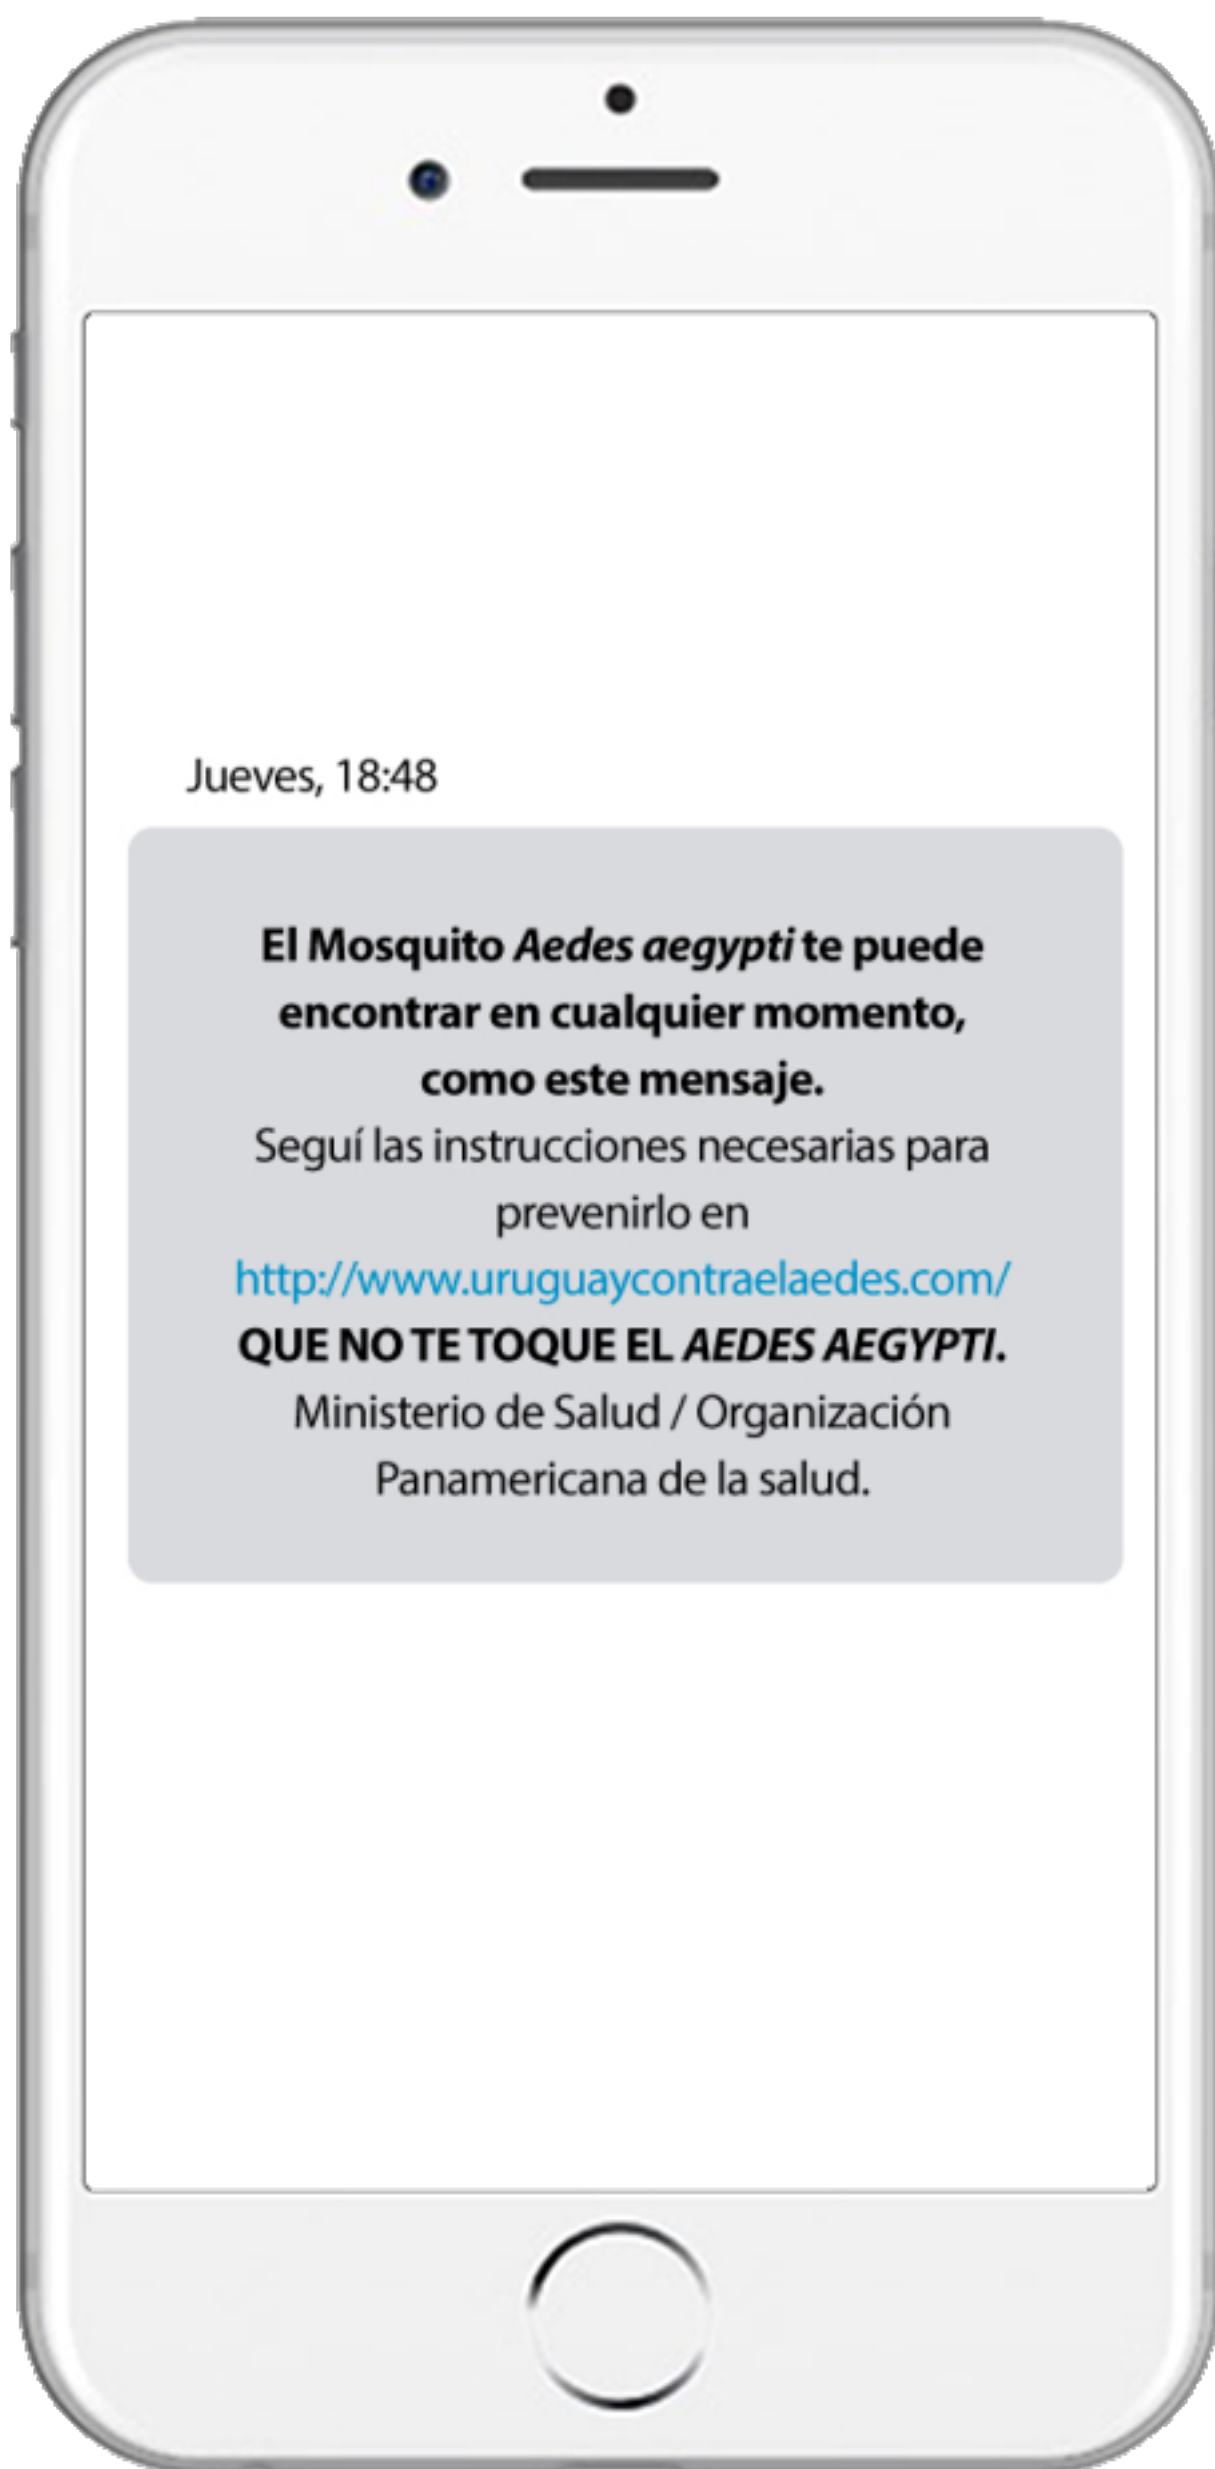 Jueves, 18:48
El Mosquito Aedes aegypti te puede
encontrar en cualquier momento,
como este mensaje.
Seguí las instrucciones necesarias para
prevenirlo en
http://www.uruguaycontraelaedes.com/
QUE NO TE TOQUE EL AEDES AEGYPTI.
Ministerio de Salud / Organización
Panamericana de la salud.